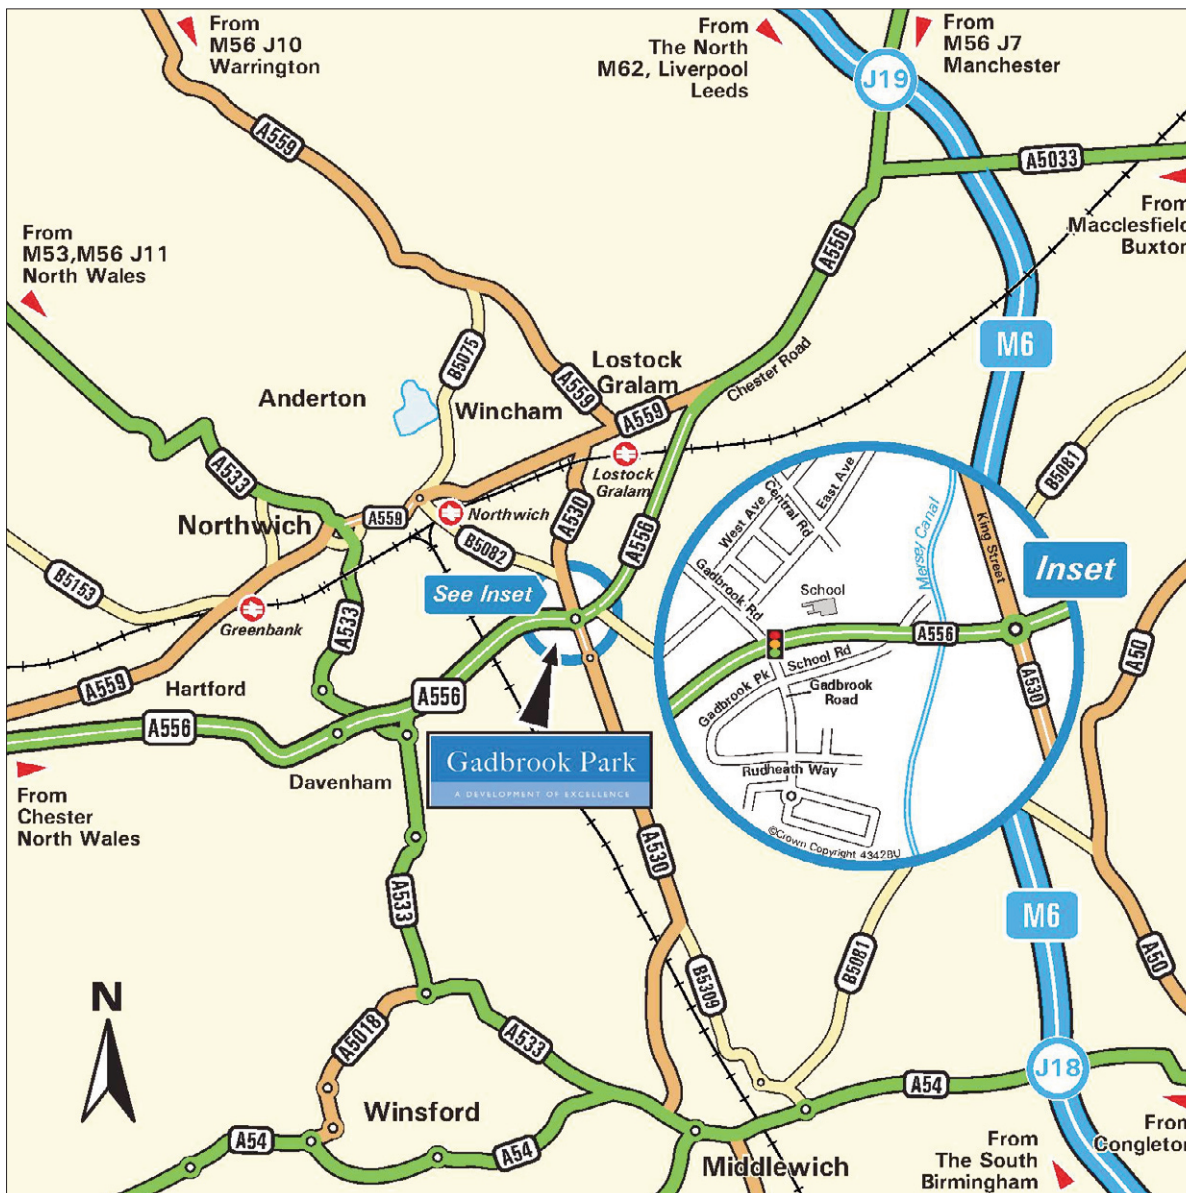 From
M56 J10
Warrington
From
The North
M62, Liverpool
Leeds
From
M56 J7
Manchester
J19
A559
A5033
From
Macclesfield
Buxton
From
M53,M56 J11
North Wales
A556
M6
B5075
Lostock
Gralam
Chester Road
Anderton
Wincham
A559
A559
Lostock
Gralam
B5081
A533
Northwich
A559
Northwich
A530
A556
B5082
B5153
See Inset
Greenbank
A533
A559
Hartford
A556
A556
Davenham
Gadbrook Park
A DEVELOPMENT OF EXCELLENCE
From
Chester
North Wales
Inset
West Ave
Central Rd
East Ave
Mersey Canal
King Street
Gadbrook Rd
School
A556
School Rd
Gadbrook Pk
Gadbrook
Road
A530
Rudheath Way
©Crown Copyright 4342BU
A50
A530
A533
M6
B5309
B5081
A50
N
A5018
A533
J18
Winsford
A54
A54
A54
Middlewich
From
The South
Birmingham
From
Congleton